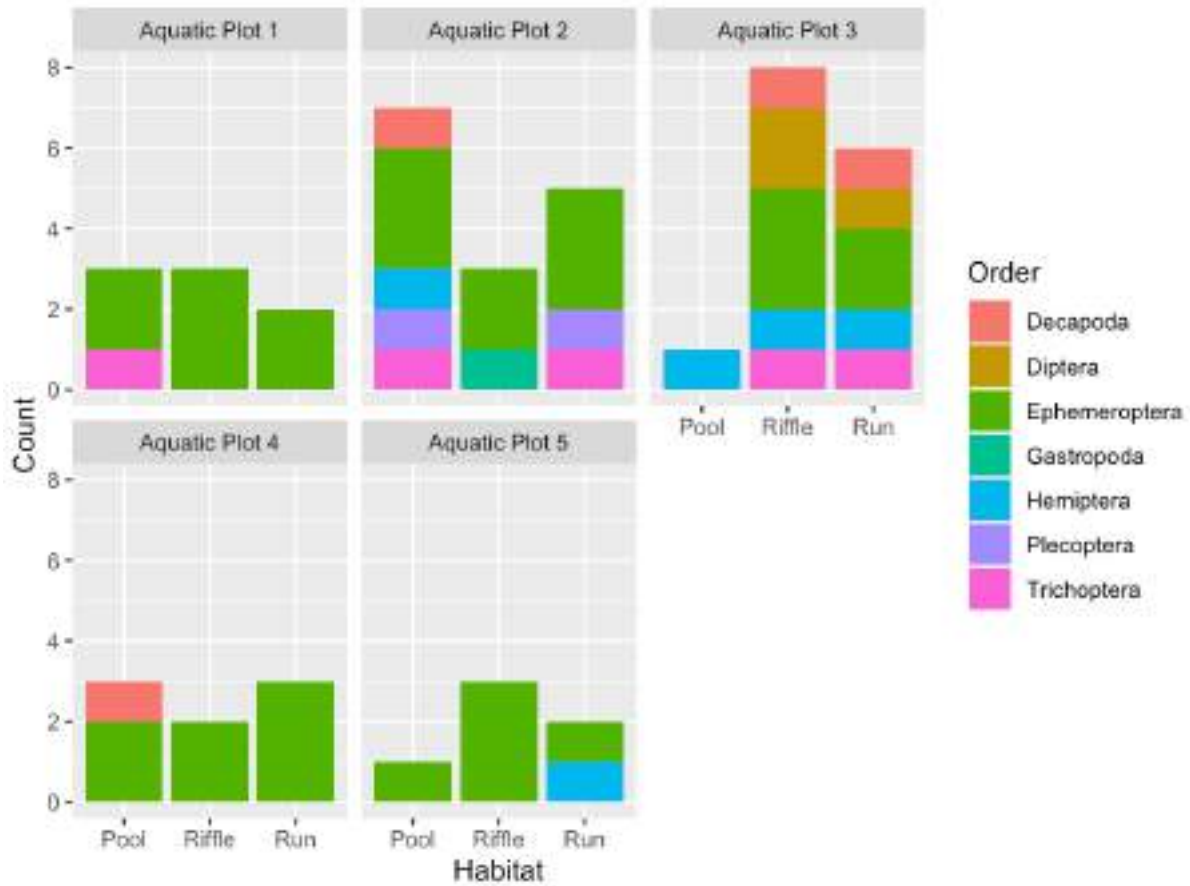 Aquatic Plot 1
Aquatic Plot 2
Aquatic Plot 3
8
6
4
2
0
Pool
Riffle
Run
Count
Aquatic Plot 4
Aquatic Plot 5
8
6
4
2
0
Pool
Riffle
Run
Pool
Riffle
Run
Habitat
Order
Decapoda
Diptera
Ephemeroptera
Gastropoda
Hemiptera
Plecoptera
Trichoptera